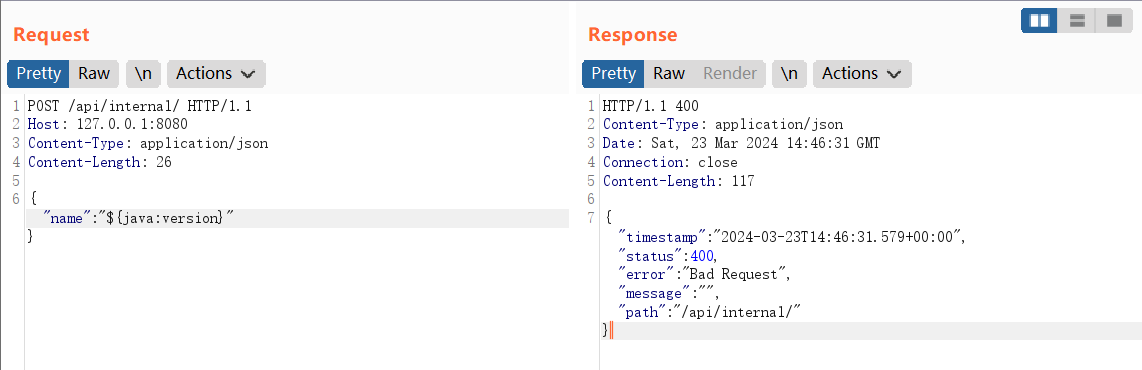 Request
Pretty Raw \n Actions
1 POST /api/internal/ HTTP/1.1
2 Host: 127.0.0.1:8080
3 Content-Type: application/json
4 Content-Length: 26
5
6 {
"name":"${java:version}"
}
Response
Pretty Raw Render \n Actions
1 HTTP/1.1 400
2 Content-Type: application/json
3 Date: Sat, 23 Mar 2024 14:46:31 GMT
4 Connection: close
5 Content-Length: 117
6
7 {
"timestamp":"2024-03-23T14:46:31.579+00:00",
"status":400,
"error":"Bad Request",
"message":"",
"path":"/api/internal/"
}